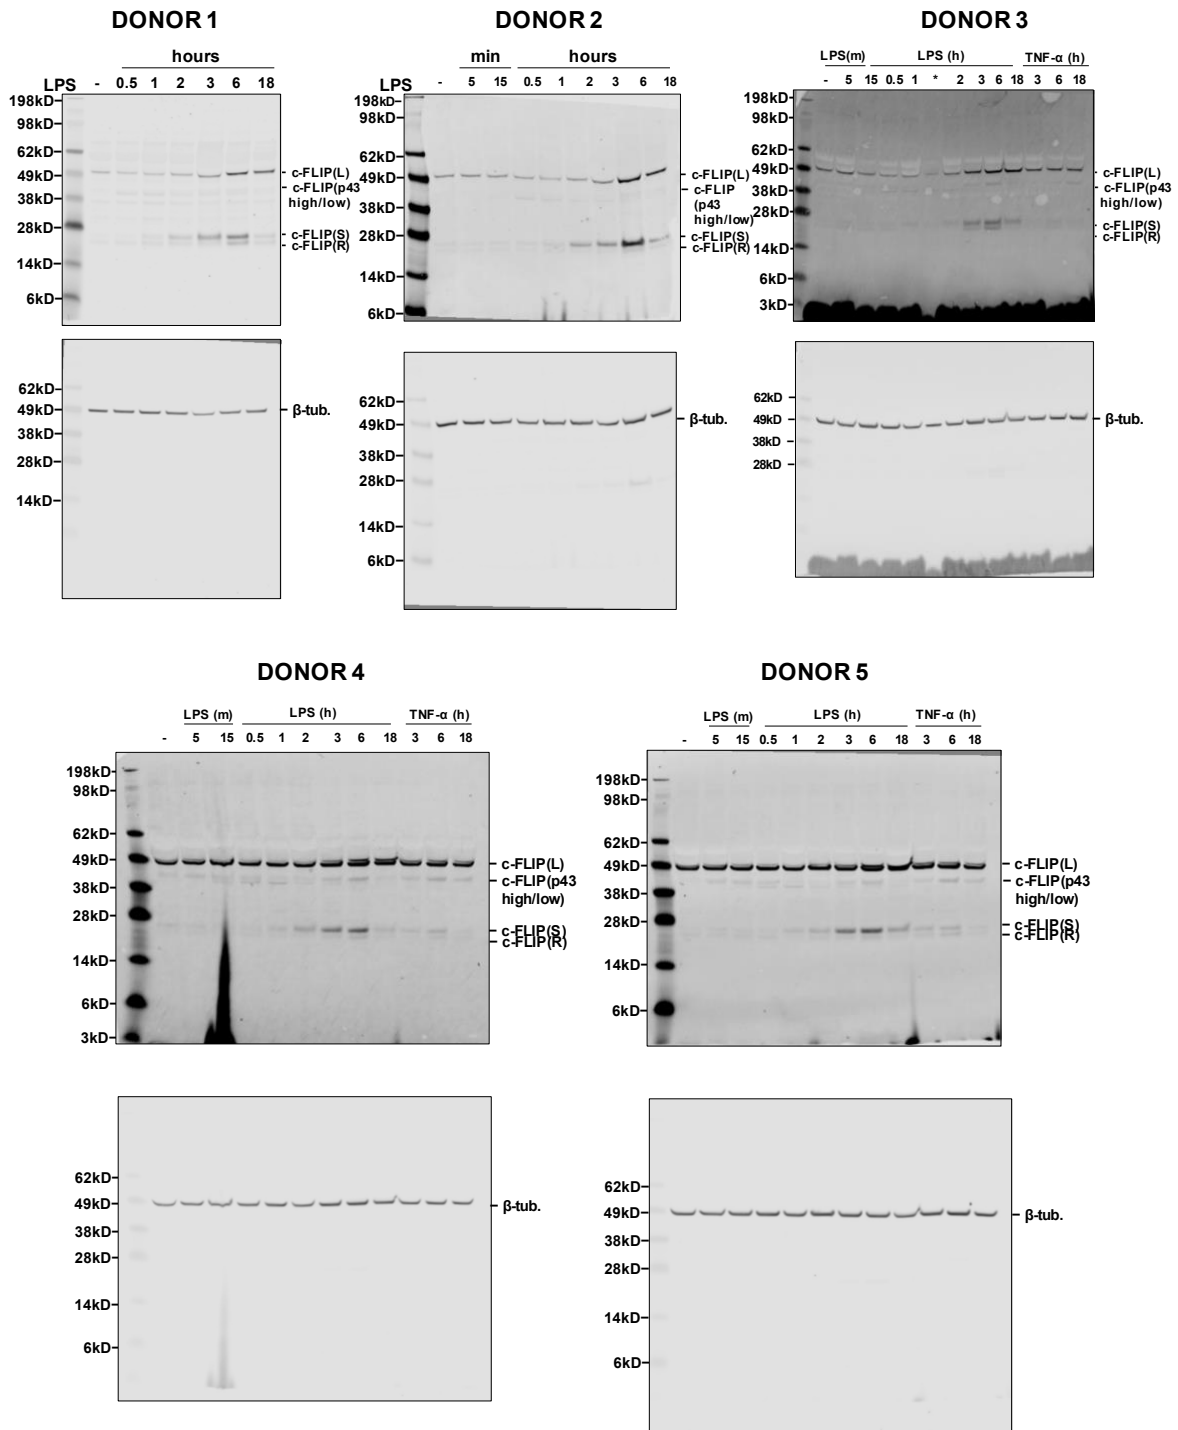 DONOR 1
hours
LPS - 0.5 1 2 3 6 18
198kD
98kD
62kD
49kD
38kD
28kD
14kD
6kD
c-FLIP(L)
c-FLIP(p43
high/low)
c-FLIP(S)
c-FLIP(R)
62kD
49kD
38kD
28kD
14kD
β-tub.
DONOR 2
min hours
LPS - 5 15 0.5 1 2 3 6 18
198kD
98kD
62kD
49kD
38kD
28kD
14kD
6kD
c-FLIP(L)
c-FLIP
(p43
high/low)
c-FLIP(S)
c-FLIP(R)
62kD
49kD
38kD
28kD
14kD
6kD
β-tub.
DONOR 3
LPS(m) LPS (h) TNF-α (h)
- 5 15 0.5 1 * 2 3 6 18 3 6 18
198kD
98kD
62kD
49kD
38kD
28kD
14kD
6kD
3kD
c-FLIP(L)
c-FLIP(p43
high/low)
c-FLIP(S)
c-FLIP(R)
62kD
49kD
38kD
28kD
β-tub.
DONOR 4
LPS (m) LPS (h) TNF-α (h)
- 5 15 0.5 1 2 3 6 18 3 6 18
198kD
98kD
62kD
49kD
38kD
28kD
14kD
6kD
3kD
c-FLIP(L)
c-FLIP(p43
high/low)
c-FLIP(S)
c-FLIP(R)
62kD
49kD
38kD
28kD
14kD
6kD
β-tub.
DONOR 5
LPS (m) LPS (h) TNF-α (h)
- 5 15 0.5 1 2 3 6 18 3 6 18
198kD
98kD
62kD
49kD
38kD
28kD
14kD
6kD
c-FLIP(L)
c-FLIP(p43
high/low)
c-FLIP(S)
c-FLIP(R)
62kD
49kD
38kD
28kD
14kD
6kD
β-tub.